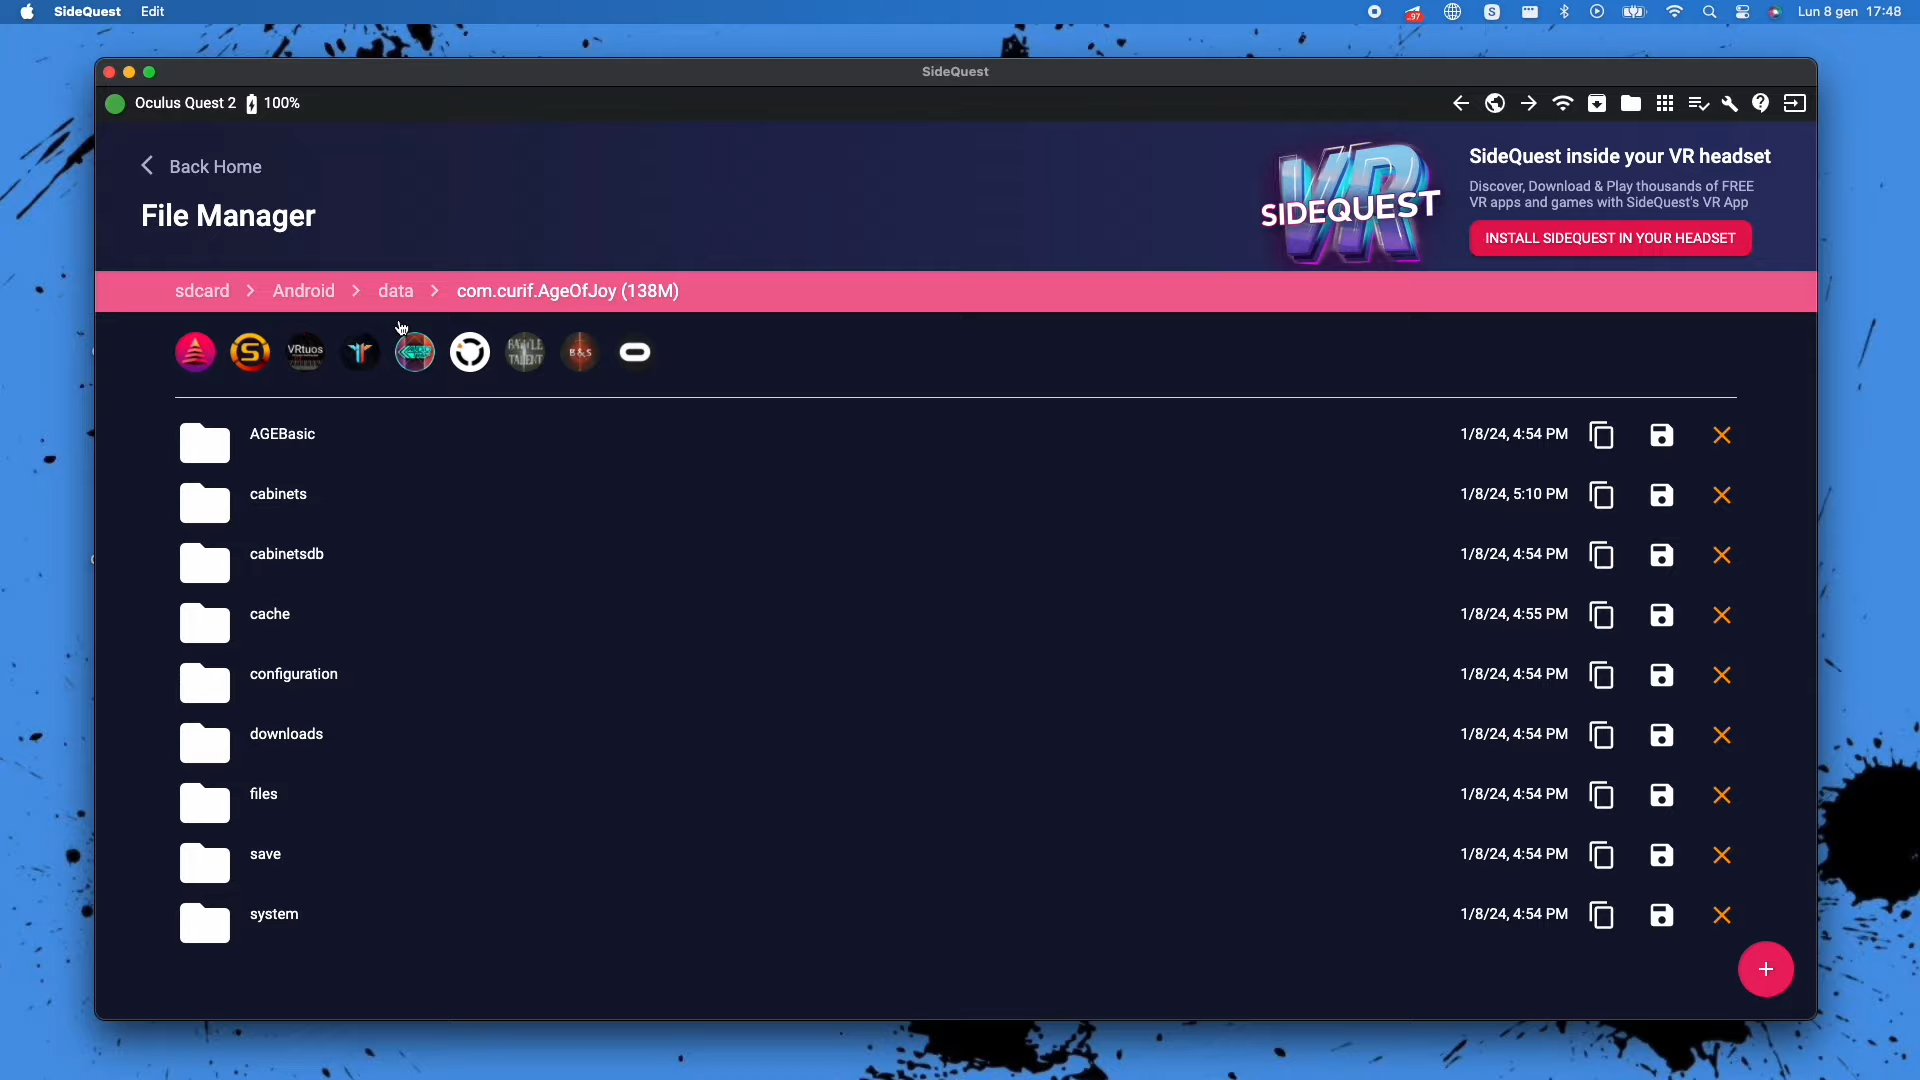 SideQuest Edit
97
S
Lun 8 gen 17:48
SideQuest
Oculus Quest 2 100%
Back Home
File Manager
VR
SIDEQUEST
SideQuest inside your VR headset
Discover, Download & Play thousands of FREE
VR apps and games with SideQuest's VR App
INSTALL SIDEQUEST IN YOUR HEADSET
sdcard > Android > data > com.curif.AgeOfJoy (138M)
VRtuos
BATTLE
TALENT
B&S
AGEBasic 1/8/24, 4:54 PM
cabinets 1/8/24, 5:10 PM
cabinetsdb 1/8/24, 4:54 PM
cache 1/8/24, 4:55 PM
configuration 1/8/24, 4:54 PM
downloads 1/8/24, 4:54 PM
files 1/8/24, 4:54 PM
save 1/8/24, 4:54 PM
system 1/8/24, 4:54 PM